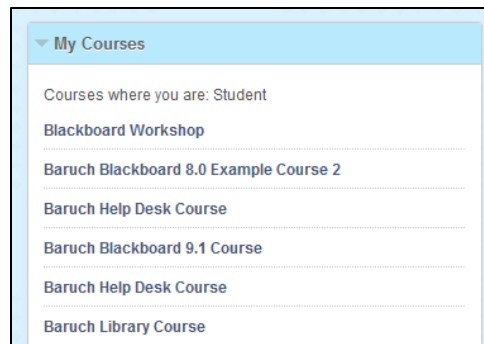 My Courses
Courses where you are: Student
Blackboard Workshop
Baruch Blackboard 8.0 Example Course 2
Baruch Help Desk Course
Baruch Blackboard 9.1 Course
Baruch Help Desk Course
Baruch Library Course